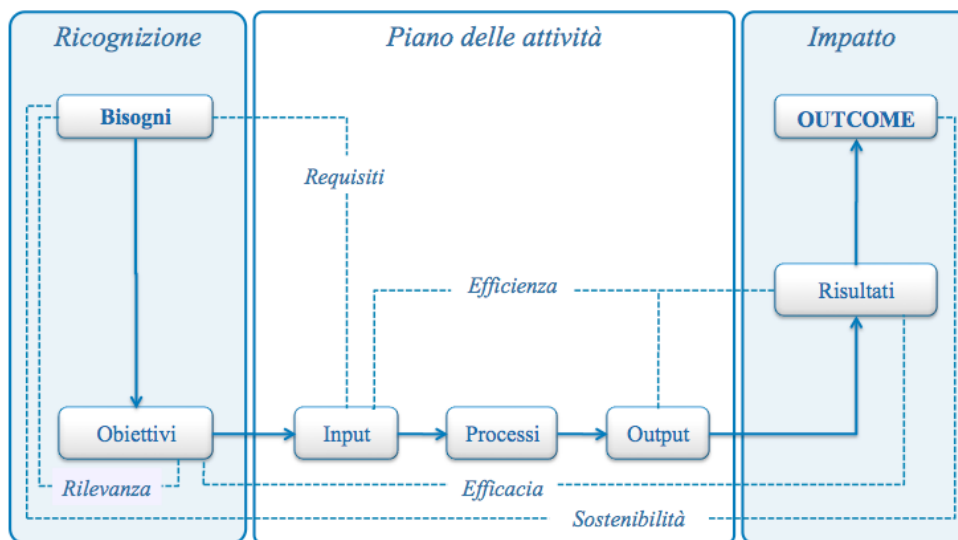 Ricognizione
Piano delle attività
Impatto
Bisogni
OUTCOME
Requisiti
Efficienza
Risultati
Obiettivi
Input
Processi
Output
Rilevanza
Efficacia
Sostenibilità